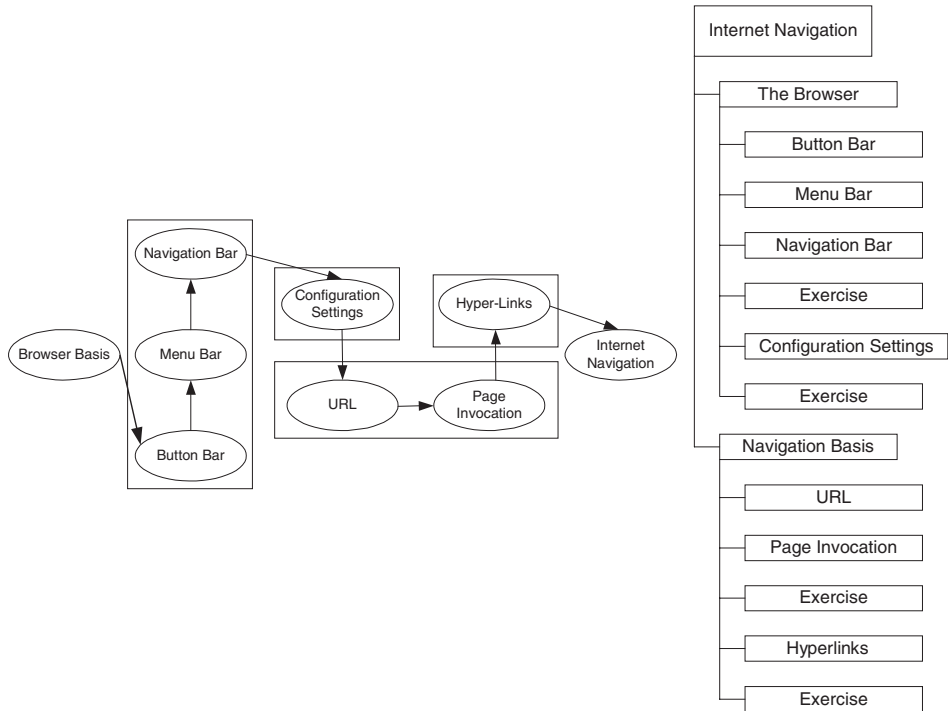 Navigation Bar
Configuration
Settings
Hyper-Links
Browser Basis
Menu Bar
Internet
Navigation
URL
Page
Invocation
Button Bar
Internet Navigation
The Browser
Button Bar
Menu Bar
Navigation Bar
Exercise
Configuration Settings
Exercise
Navigation Basis
URL
Page Invocation
Exercise
Hyperlinks
Exercise